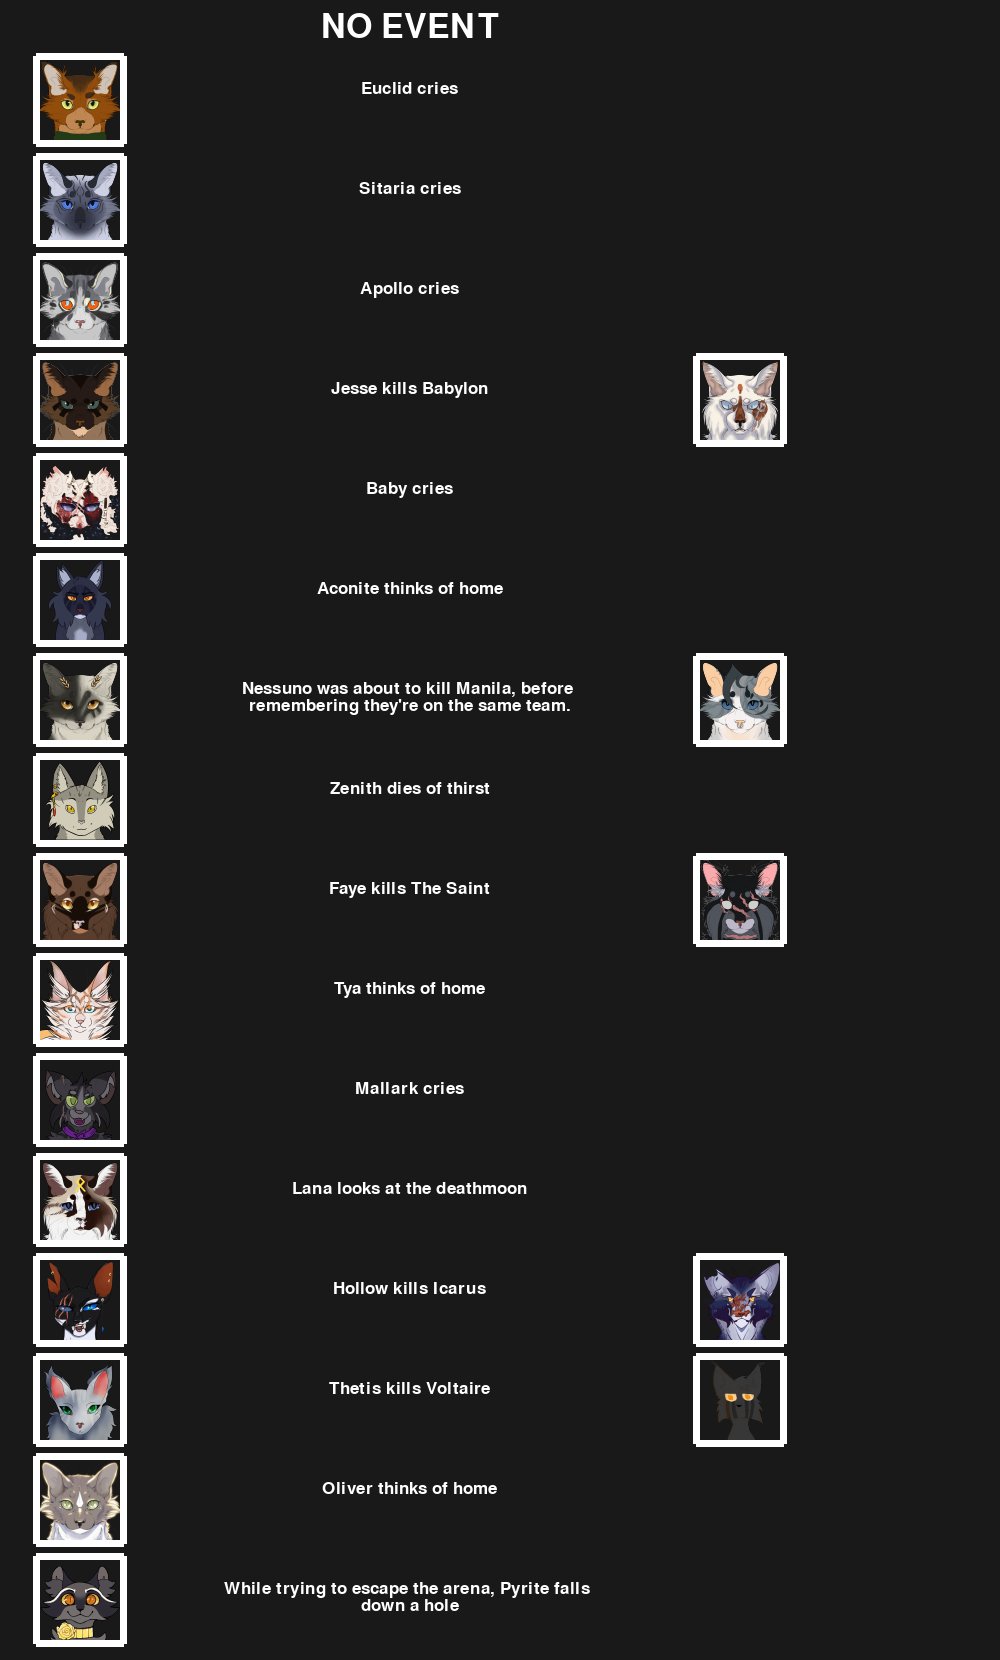 NO EVENT
Euclid cries
Sitaria cries
Apollo cries
Jesse kills Babylon
Baby cries
Aconite thinks of home
Nessuno was about to kill Manila, before
remembering they're on the same team.
Zenith dies of thirst
Faye kills The Saint
Tya thinks of home
Mallark cries
Lana looks at the deathmoon
Hollow kills Icarus
Thetis kills Voltaire
Oliver thinks of home
While trying to escape the arena, Pyrite falls
down a hole